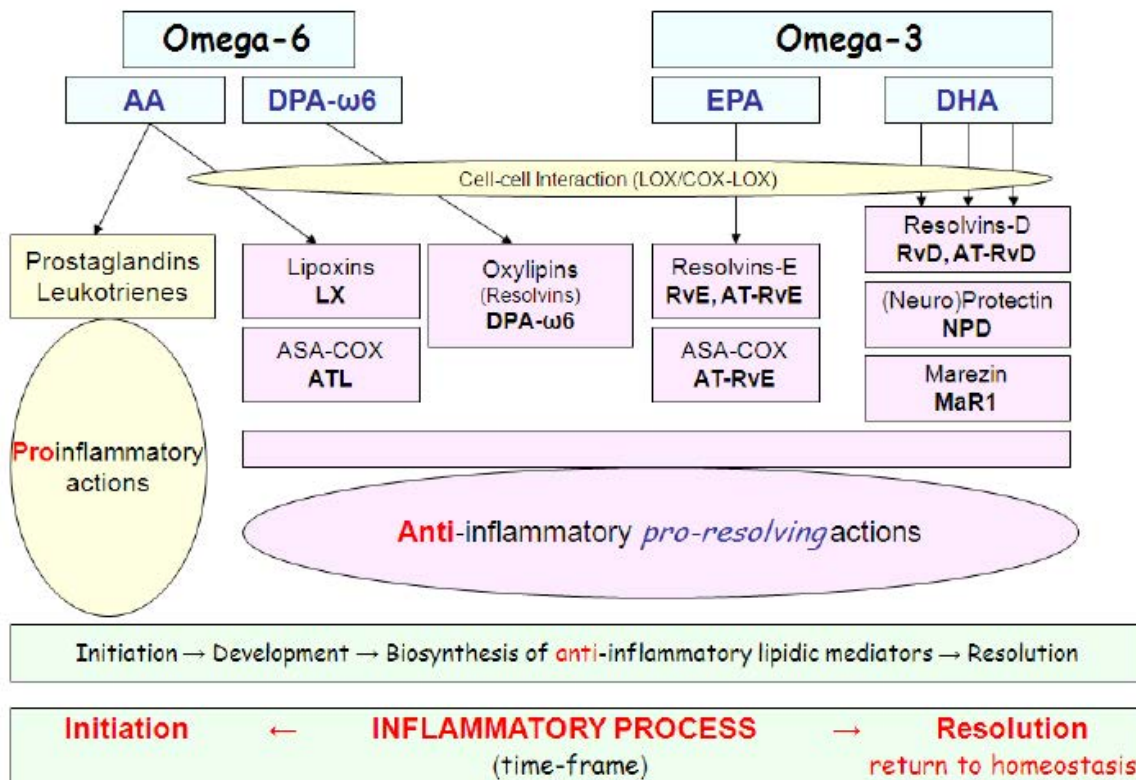 Omega-6
Omega-3
AA
DPA-ω6
EPA
DHA
Cell-cell Interaction (LOX/COX-LOX)
Prostaglandins
Leukotrienes
Lipoxins
LX
ASA-COX
ATL
Oxylipins
(Resolvins)
DPA-ω6
Resolvins-E
RvE, AT-RvE
ASA-COX
AT-RvE
Resolvins-D
RvD, AT-RvD
(Neuro)Protectin
NPD
Marezin
MaR1
Proinflammatory
actions
Anti-inflammatory pro-resolving actions
Initiation → Development → Biosynthesis of anti-inflammatory lipidic mediators → Resolution
Initiation ← INFLAMMATORY PROCESS → Resolution
(time-frame) return to homeostasis